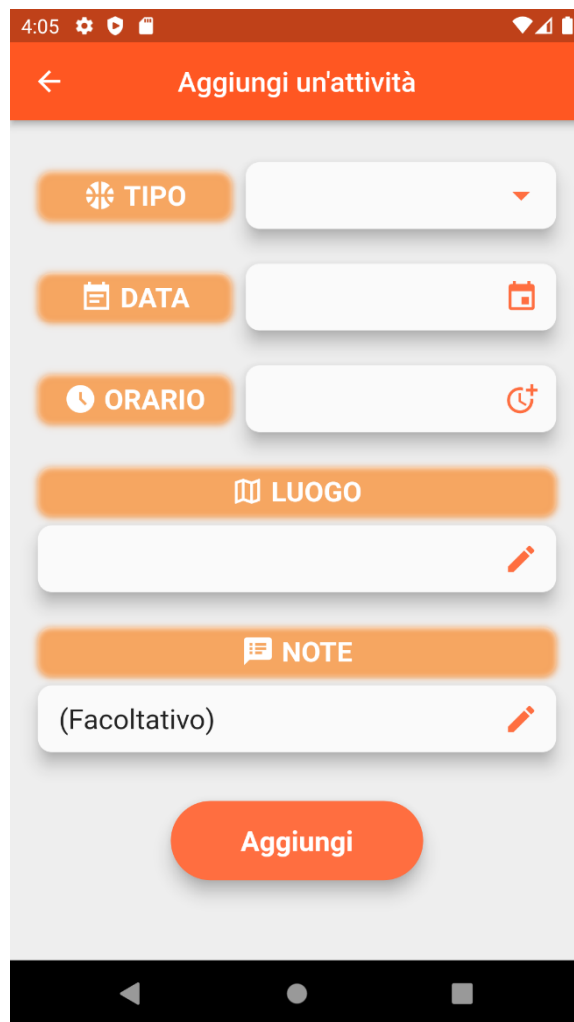 4:05
Aggiungi un'attività
TIPO
DATA
ORARIO
LUOGO
NOTE
(Facoltativo)
Aggiungi